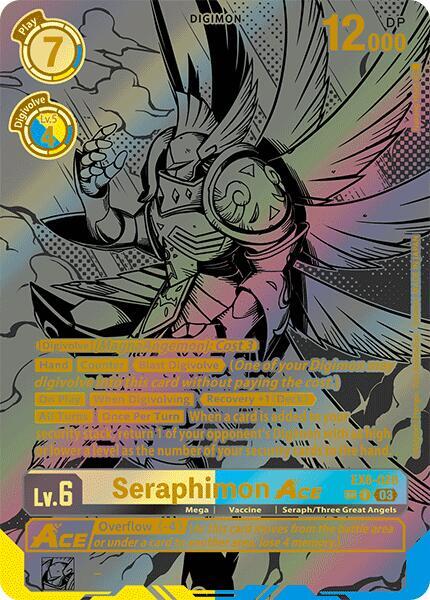 Play
7
DIGIMON
12000
DP
Digivolve
Lv.5
4
[Digivolve] [MagnaAngemon]: Cost 3
Hand Counter Blast Digivolve (One of your Digimon may
digivolve into this card without paying the cost.)
On Play When Digivolving Recovery +1 (Deck)
All Turns Once Per Turn When a card is added to your
security stack, return 1 of your opponent's Digimon with as high
or lower a level as the number of your security cards to the hand.
Lv.6
Seraphimon ACE
03
Mega Vaccine Seraph/Three Great Angels
ACE Overflow (-4) (As this card moves from the battle area
or under a card to another area, lose 4 memory.)